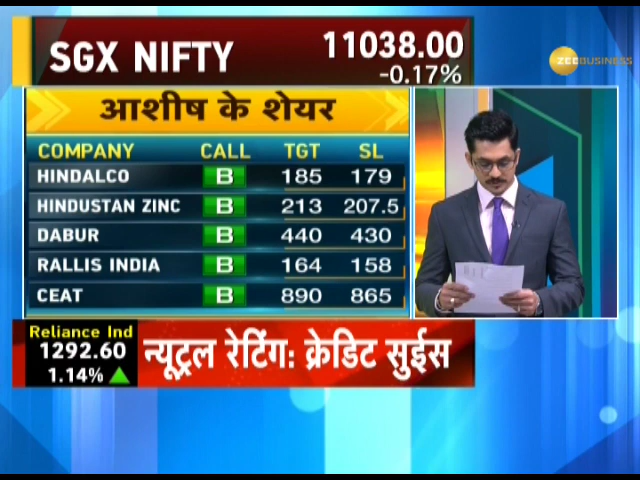 SGX NIFTY 11038.00
-0.17%
ZEE BUSINESS
आशीष के शेयर
COMPANY CALL TGT SL
HINDALCO B 185 179
HINDUSTAN ZINC B 213 207.5
DABUR B 440 430
RALLIS INDIA B 164 158
CEAT B 890 865
Reliance Ind
1292.60
1.14% ▲
न्यूट्रल रेटिंग: क्रेडिट सुईस